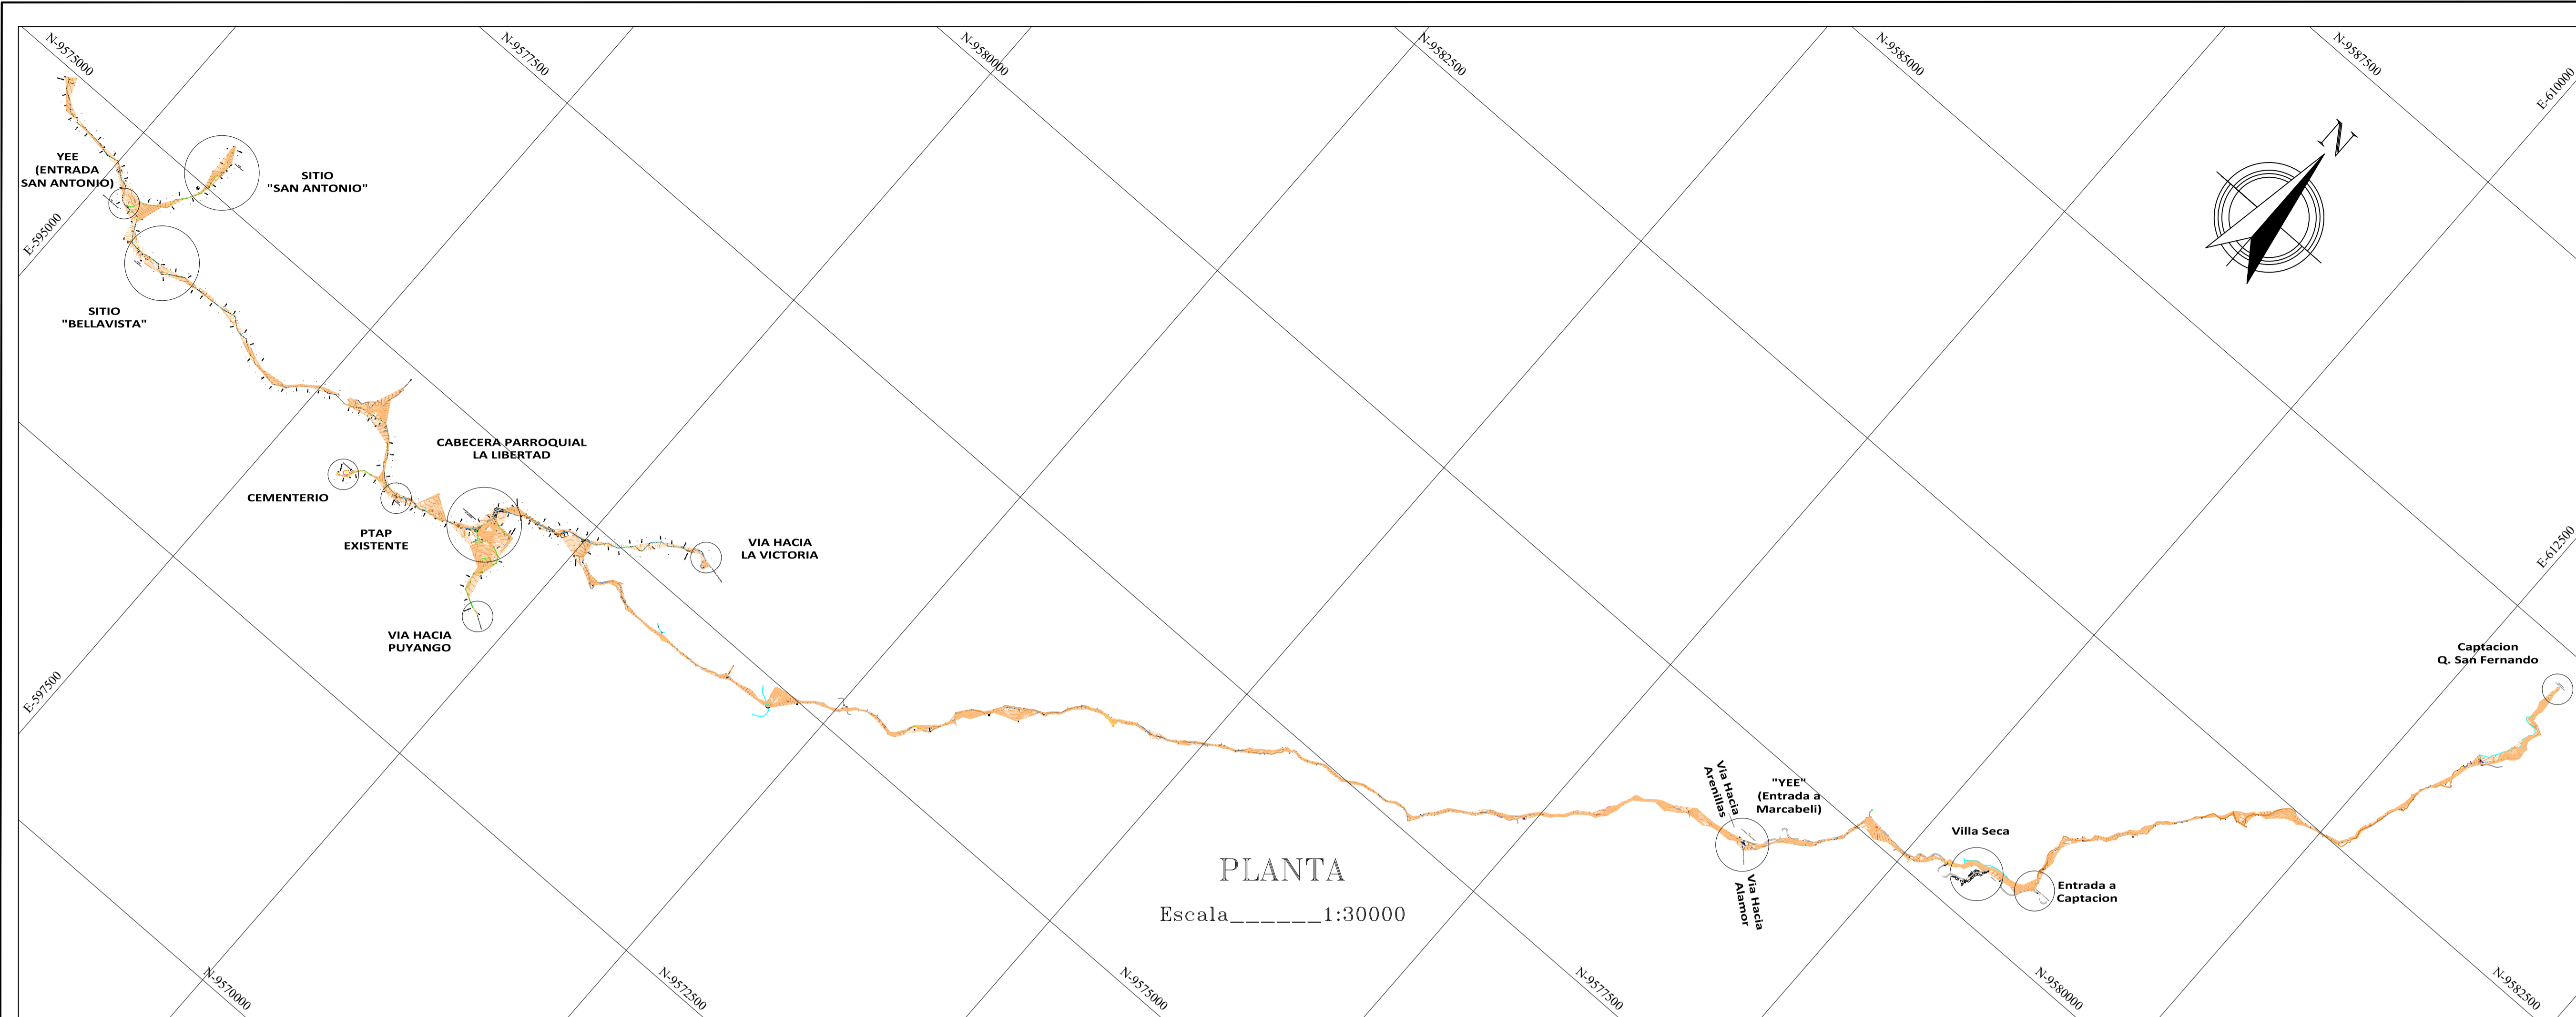 N-9575000
N-9577500
N-9580000
N-9582500
N-9585000
N-9587500
E-610000
N
YEE
(ENTRADA
SAN ANTONIO)
SITIO
"SAN ANTONIO"
E-595000
SITIO
"BELLAVISTA"
CABECERA PARROQUIAL
LA LIBERTAD
CEMENTERIO
PTAP
EXISTENTE
VIA HACIA
LA VICTORIA
E-612500
VIA HACIA
PUYANGO
E-597500
Captacion
Q. San Fernando
Via Hacia
Arenillas
"YEE"
(Entrada a
Marcabeli)
Villa Seca
Entrada a
Captacion
Via Hacia
Alamor
PLANTA
Escala______1:30000
N-9570000
N-9572500
N-9575000
N-9577500
N-9580000
N-9582500